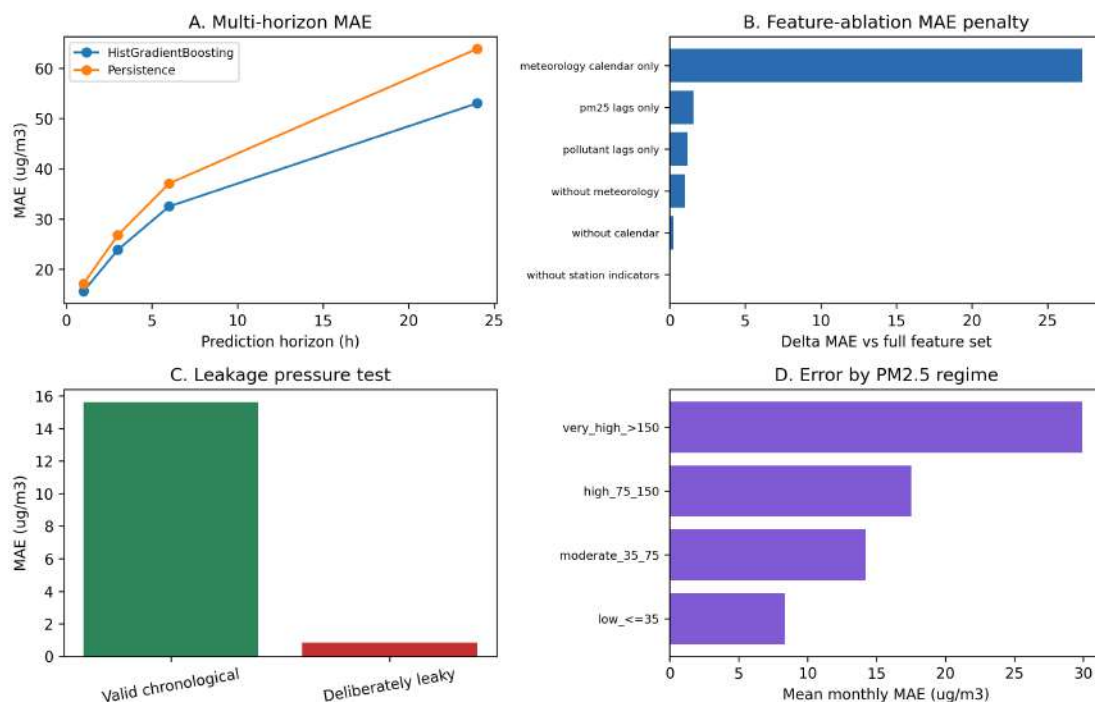 A. Multi-horizon MAE
HistGradientBoosting
Persistence
60
50
40
30
20
MAE (ug/m3)
0 5 10 15 20 25
Prediction horizon (h)
B. Feature-ablation MAE penalty
meteorology calendar only
pm25 lags only
pollutant lags only
without meteorology
without calendar
without station indicators
0 5 10 15 20 25
Delta MAE vs full feature set
C. Leakage pressure test
16
14
12
10
8
6
4
2
0
MAE (ug/m3)
Valid chronological
Deliberately leaky
D. Error by PM2.5 regime
very_high_>150
high_75_150
moderate_35_75
low_<=35
0 5 10 15 20 25 30
Mean monthly MAE (ug/m3)